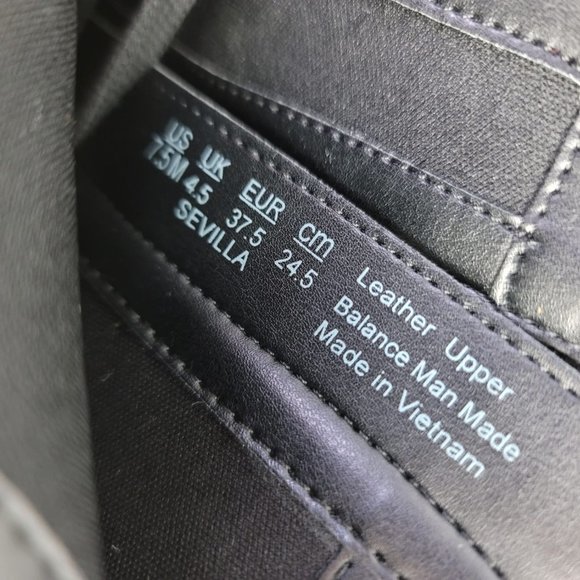 US UK EUR cm
7.5M 4.5 37.5 24.5
SEVILLA
Leather Upper
Balance Man Made
Made in Vietnam